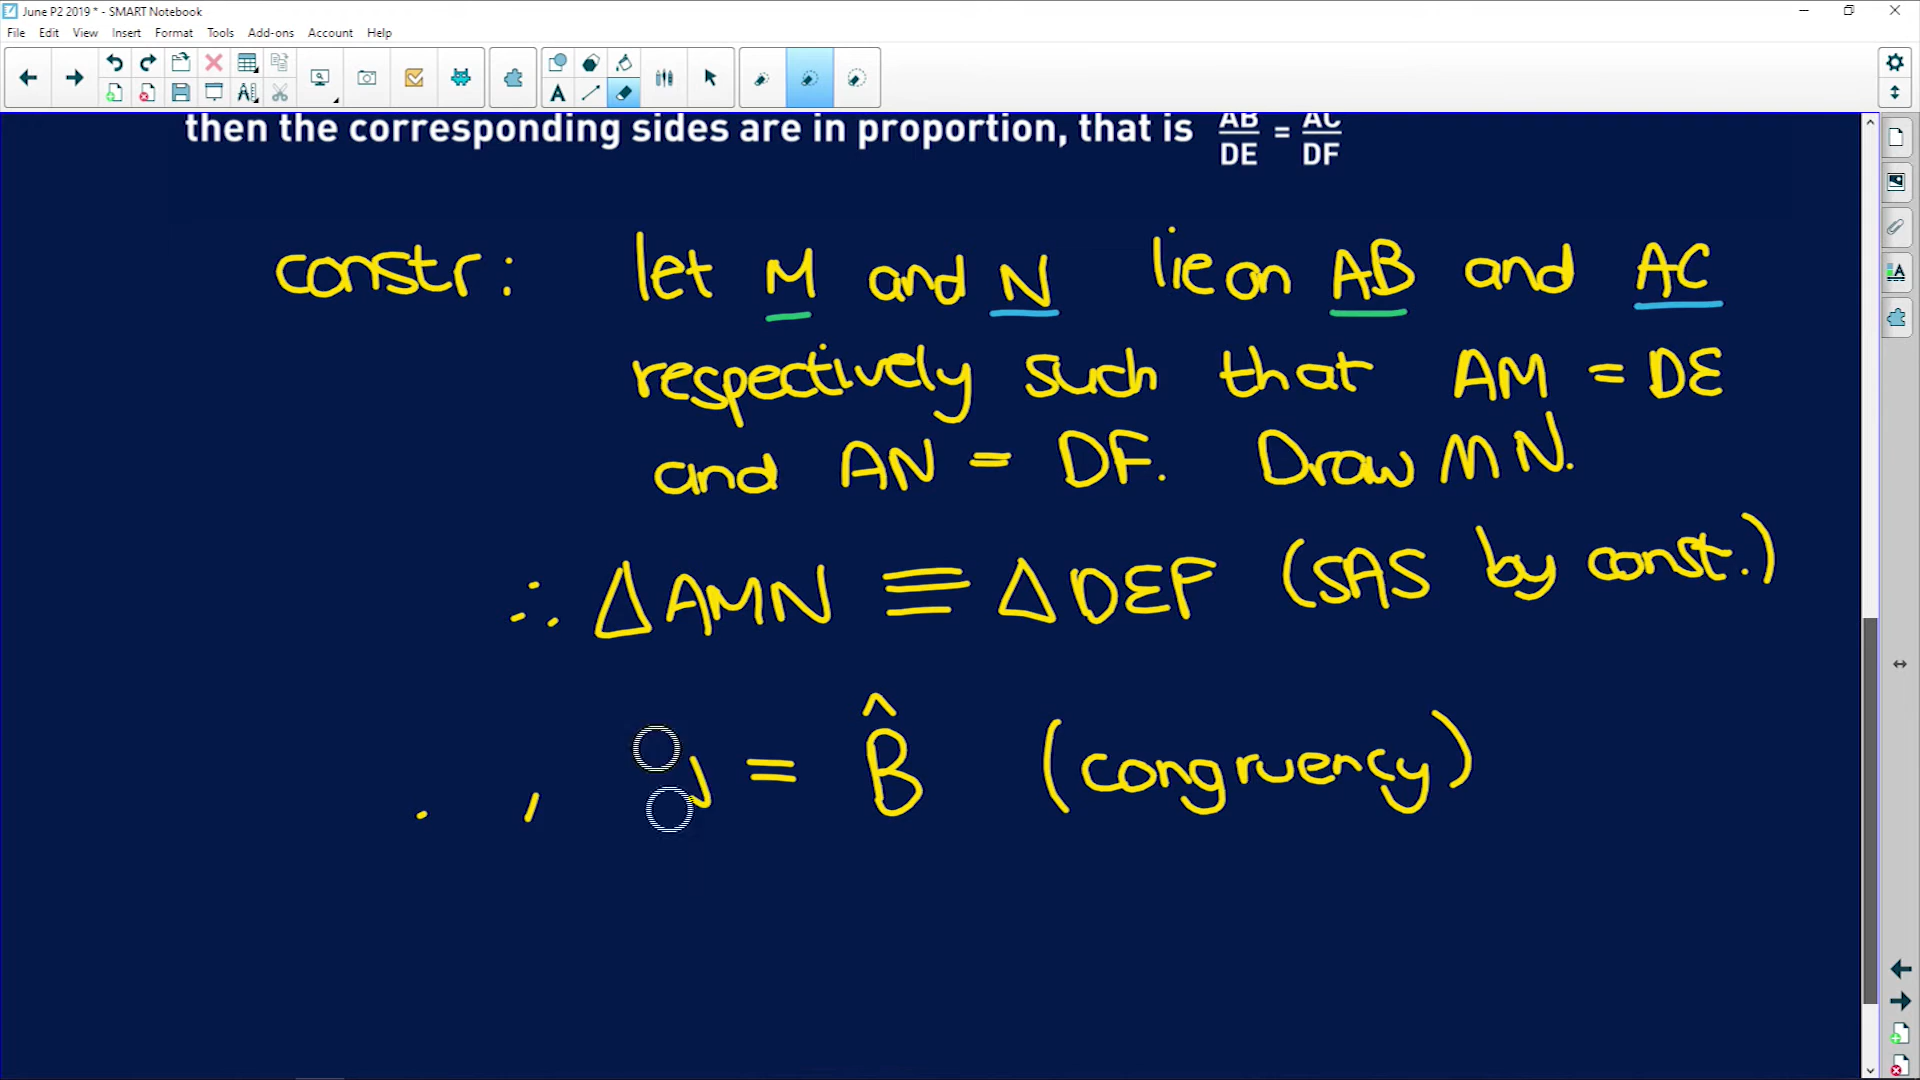 June P2 2019 * - SMART Notebook
File Edit View Insert Format Tools Add-ons Account Help
then the corresponding sides are in proportion, that is AB/DE = AC/DF
constr: let M and N lie on AB and AC
respectively such that AM = DE
and AN = DF. Draw MN.
∴ ΔAMN ≡ ΔDEF (SAS by const.)
= B̂ (congruency)